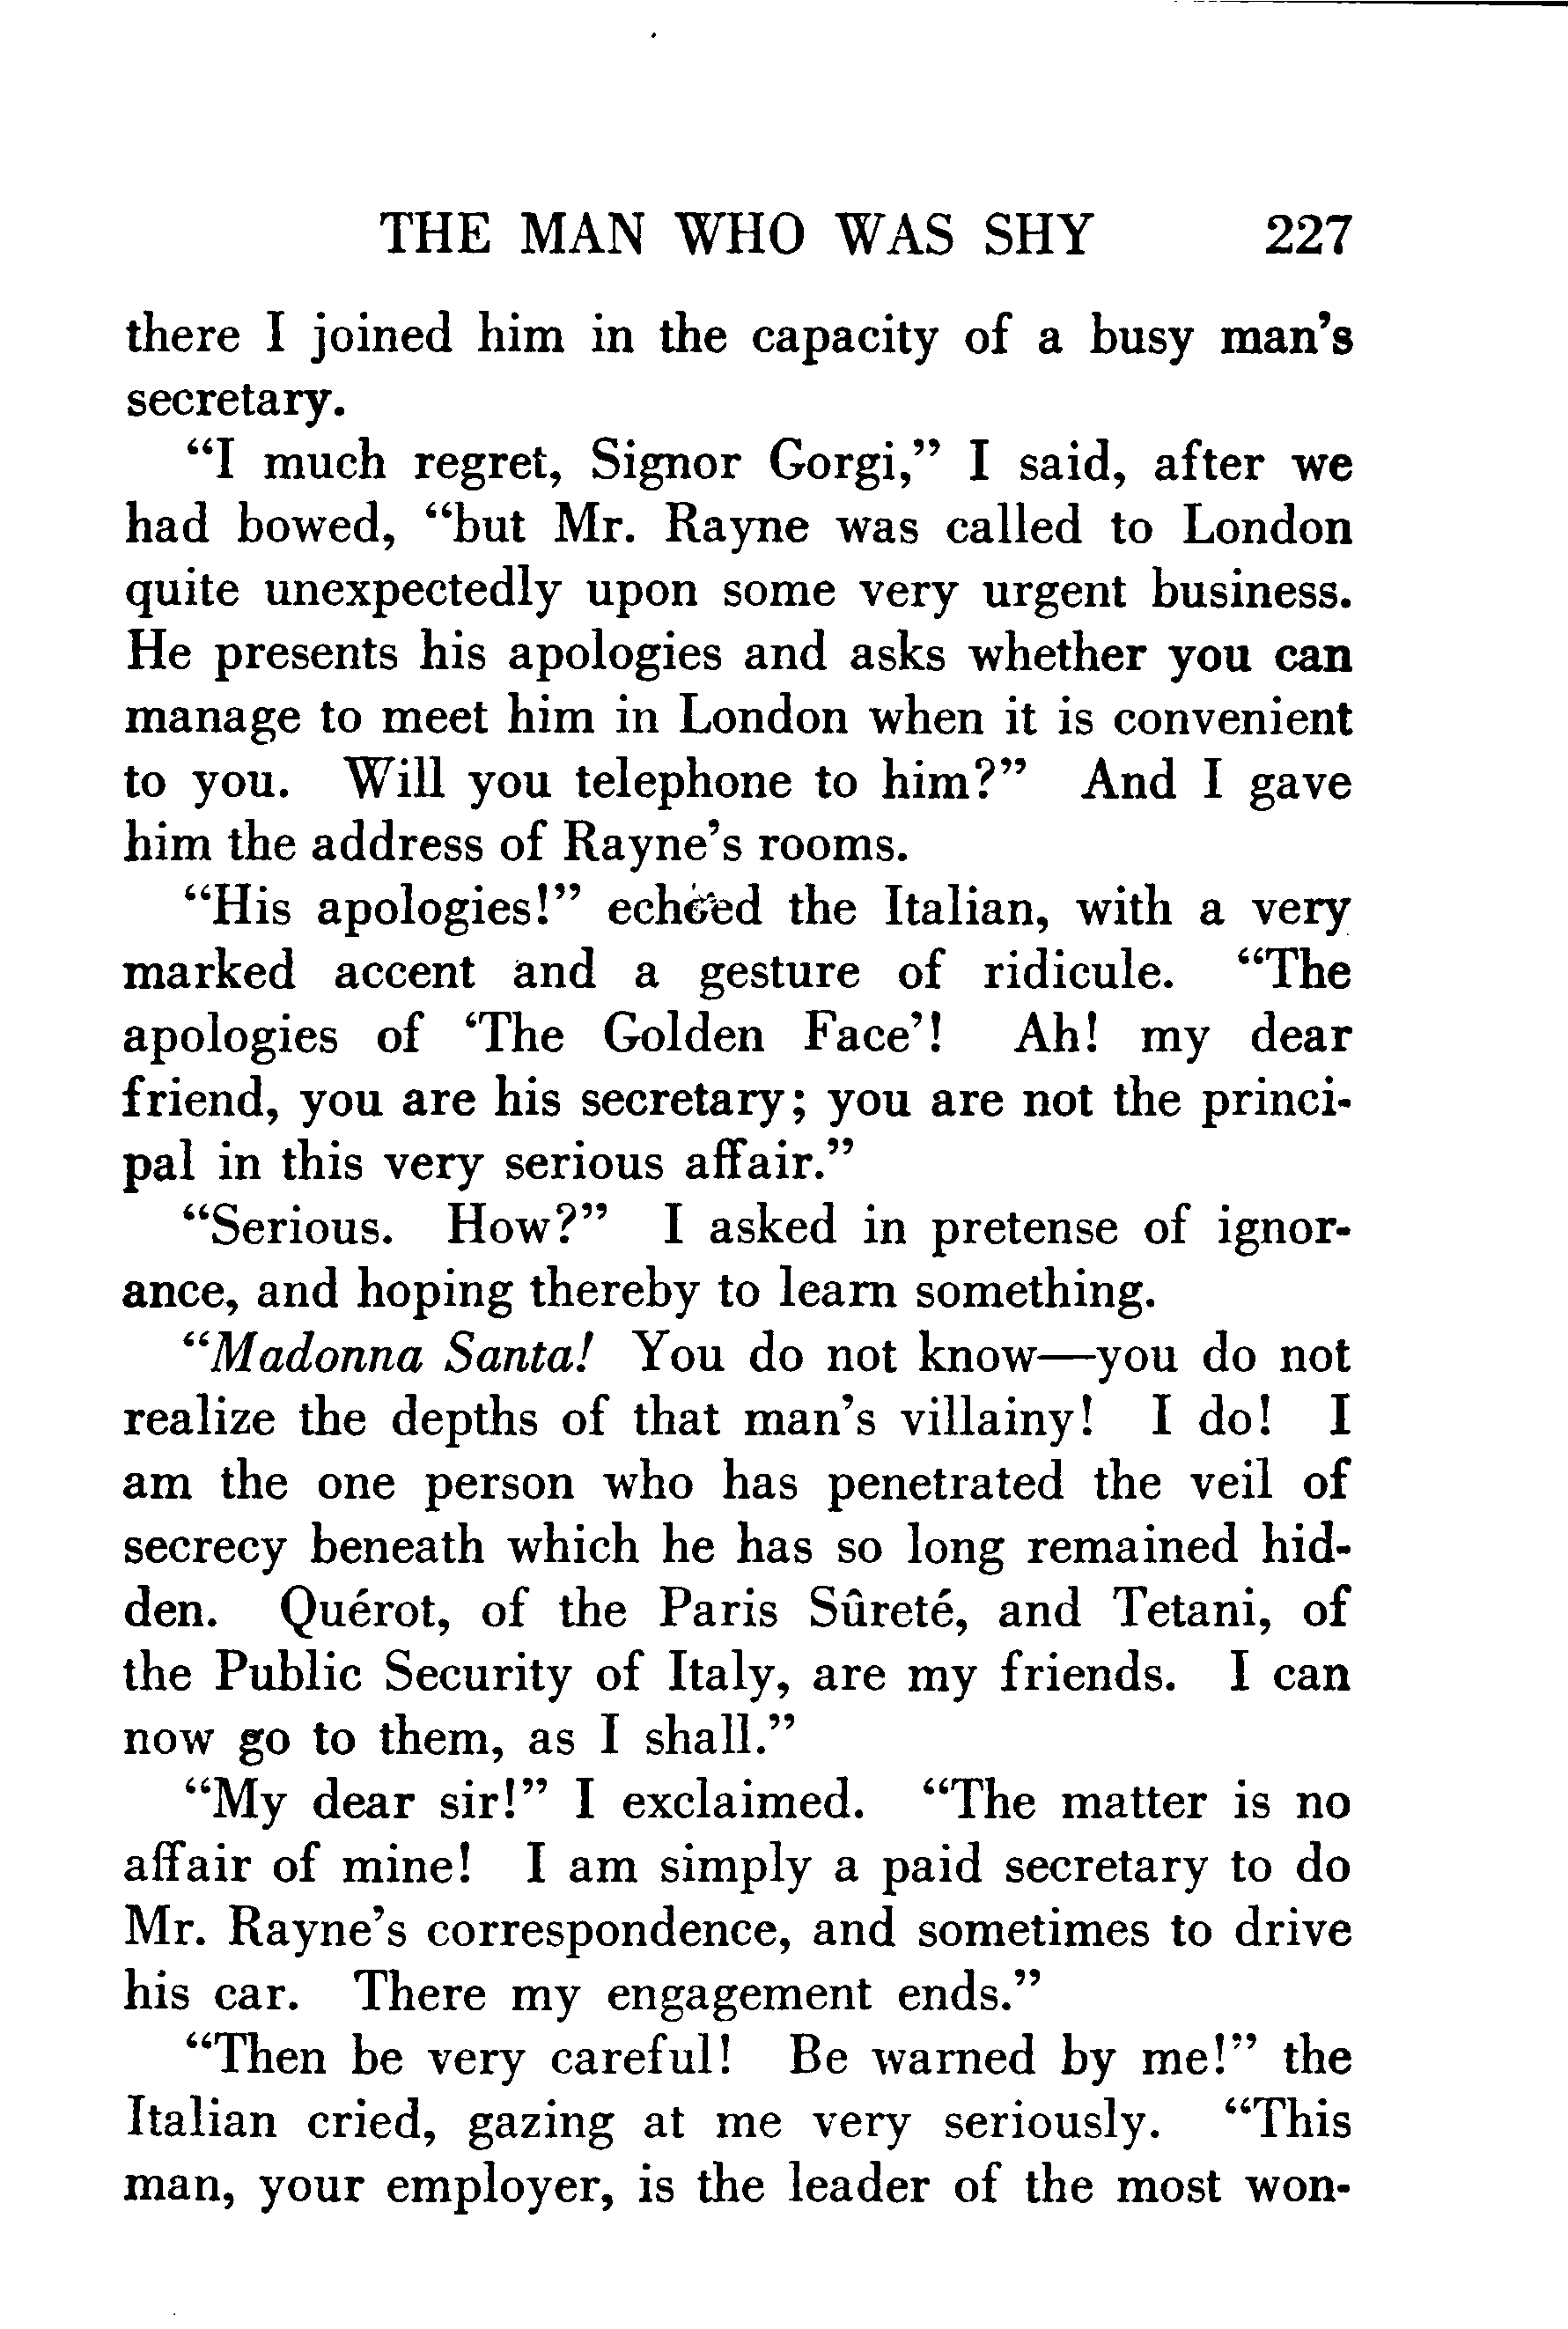 THE MAN WHO WAS SHY 227
there I joined him in the capacity of a busy man's
secretary.
“I much regret, Signor Gorgi,” I said, after we
had bowed, “but Mr. Rayne was called to London
quite unexpectedly upon some very urgent business.
He presents his apologies and asks whether you can
manage to meet him in London when it is convenient
to you. Will you telephone to him?” And I gave
him the address of Rayne's rooms.
“His apologies!” echoed the Italian, with a very
marked accent and a gesture of ridicule. “The
apologies of ‘The Golden Face’! Ah! my dear
friend, you are his secretary; you are not the princi-
pal in this very serious affair.”
“Serious. How?” I asked in pretense of ignor-
ance, and hoping thereby to learn something.
“Madonna Santa! You do not know—you do not
realize the depths of that man's villainy! I do! I
am the one person who has penetrated the veil of
secrecy beneath which he has so long remained hid-
den. Quérot, of the Paris Sûreté, and Tetani, of
the Public Security of Italy, are my friends. I can
now go to them, as I shall.”
“My dear sir!” I exclaimed. “The matter is no
affair of mine! I am simply a paid secretary to do
Mr. Rayne's correspondence, and sometimes to drive
his car. There my engagement ends.”
“Then be very careful! Be warned by me!” the
Italian cried, gazing at me very seriously. “This
man, your employer, is the leader of the most won-